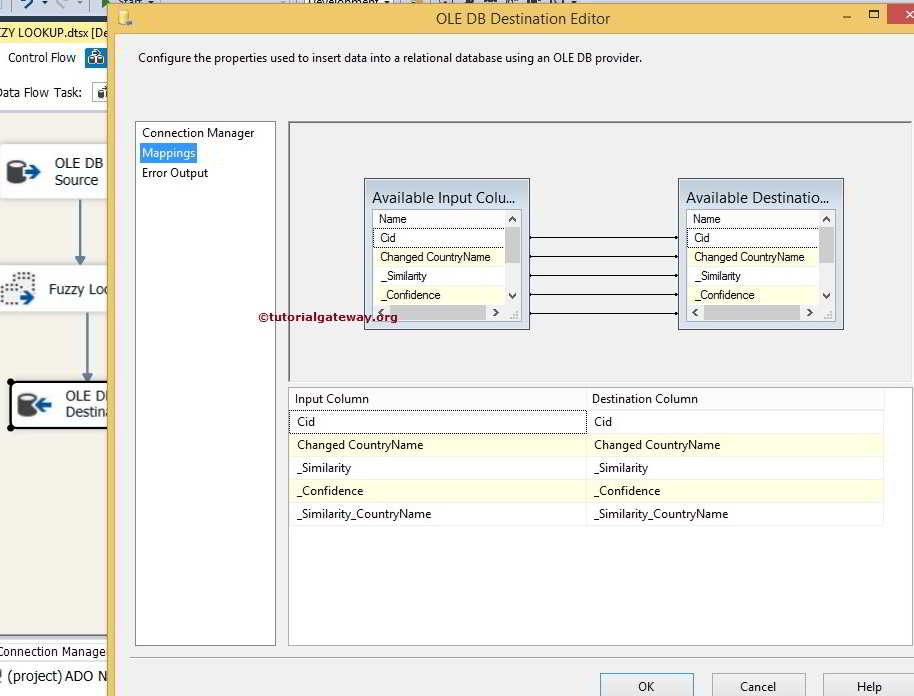 OLE DB Destination Editor
ZY LOOKUP.dtsx [De
Control Flow
Data Flow Task:
OLE DB
Source
Fuzzy Loo
OLE D
Destina
Connection Manage
(project) ADO N
Configure the properties used to insert data into a relational database using an OLE DB provider.
Connection Manager
Mappings
Error Output
Available Input Colu...
Name
Cid
Changed CountryName
_Similarity
_Confidence
Available Destinatio...
Name
Cid
Changed CountryName
_Similarity
_Confidence
©tutorialgateway.org
Input Column Destination Column
Cid Cid
Changed CountryName Changed CountryName
_Similarity _Similarity
_Confidence _Confidence
_Similarity_CountryName _Similarity_CountryName
OK Cancel Help